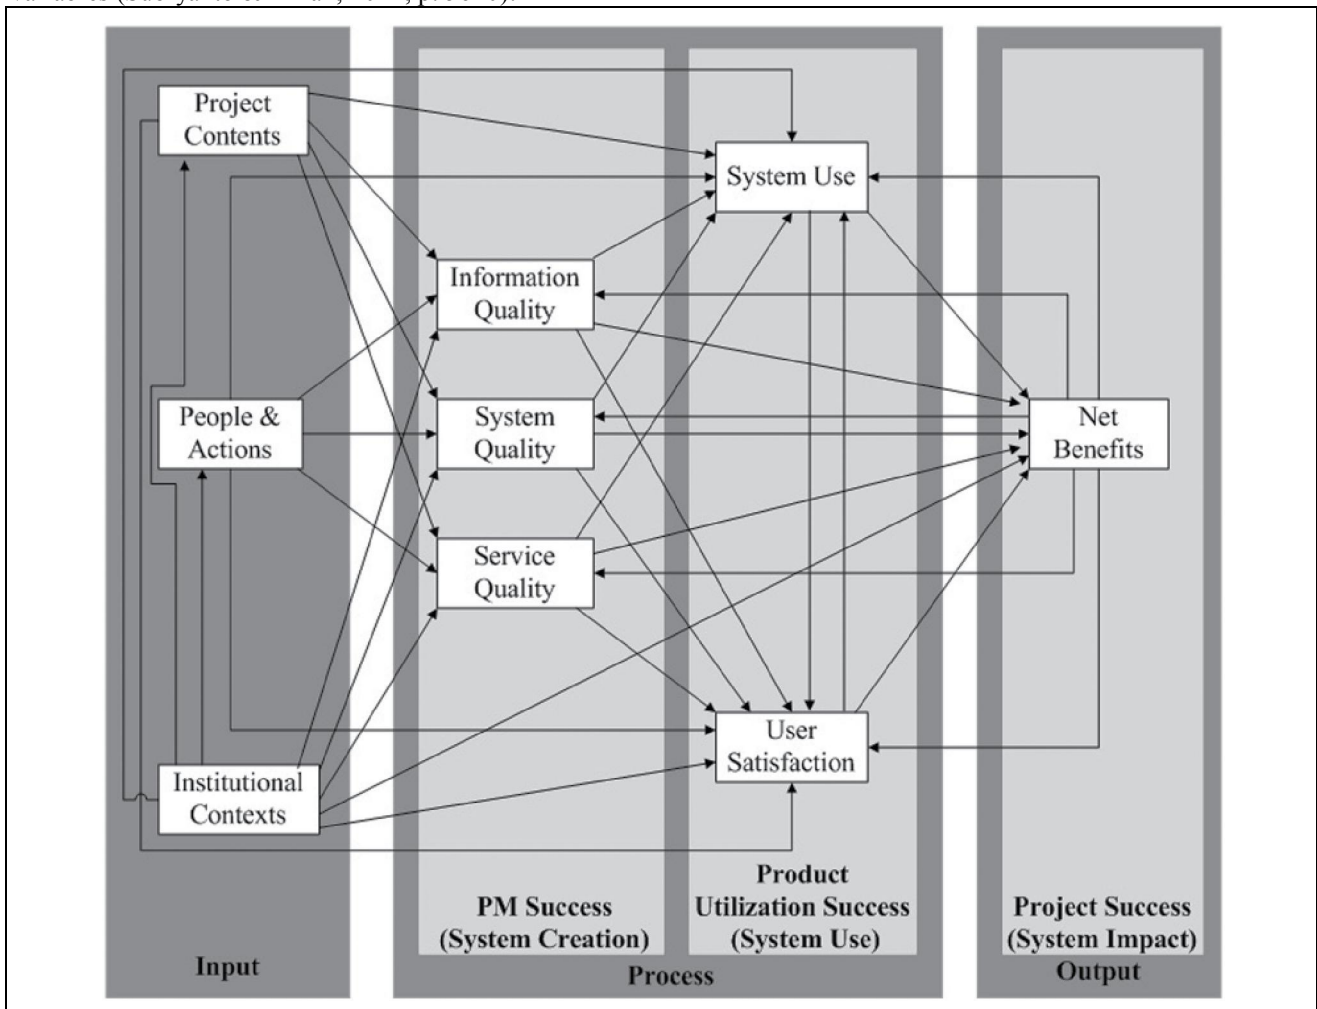 Project
Contents
System Use
Information
Quality
People &
Actions
System
Quality
Net
Benefits
Service
Quality
User
Satisfaction
Institutional
Contexts
PM Success
(System Creation)
Product
Utilization Success
(System Use)
Project Success
(System Impact)
Input
Process
Output